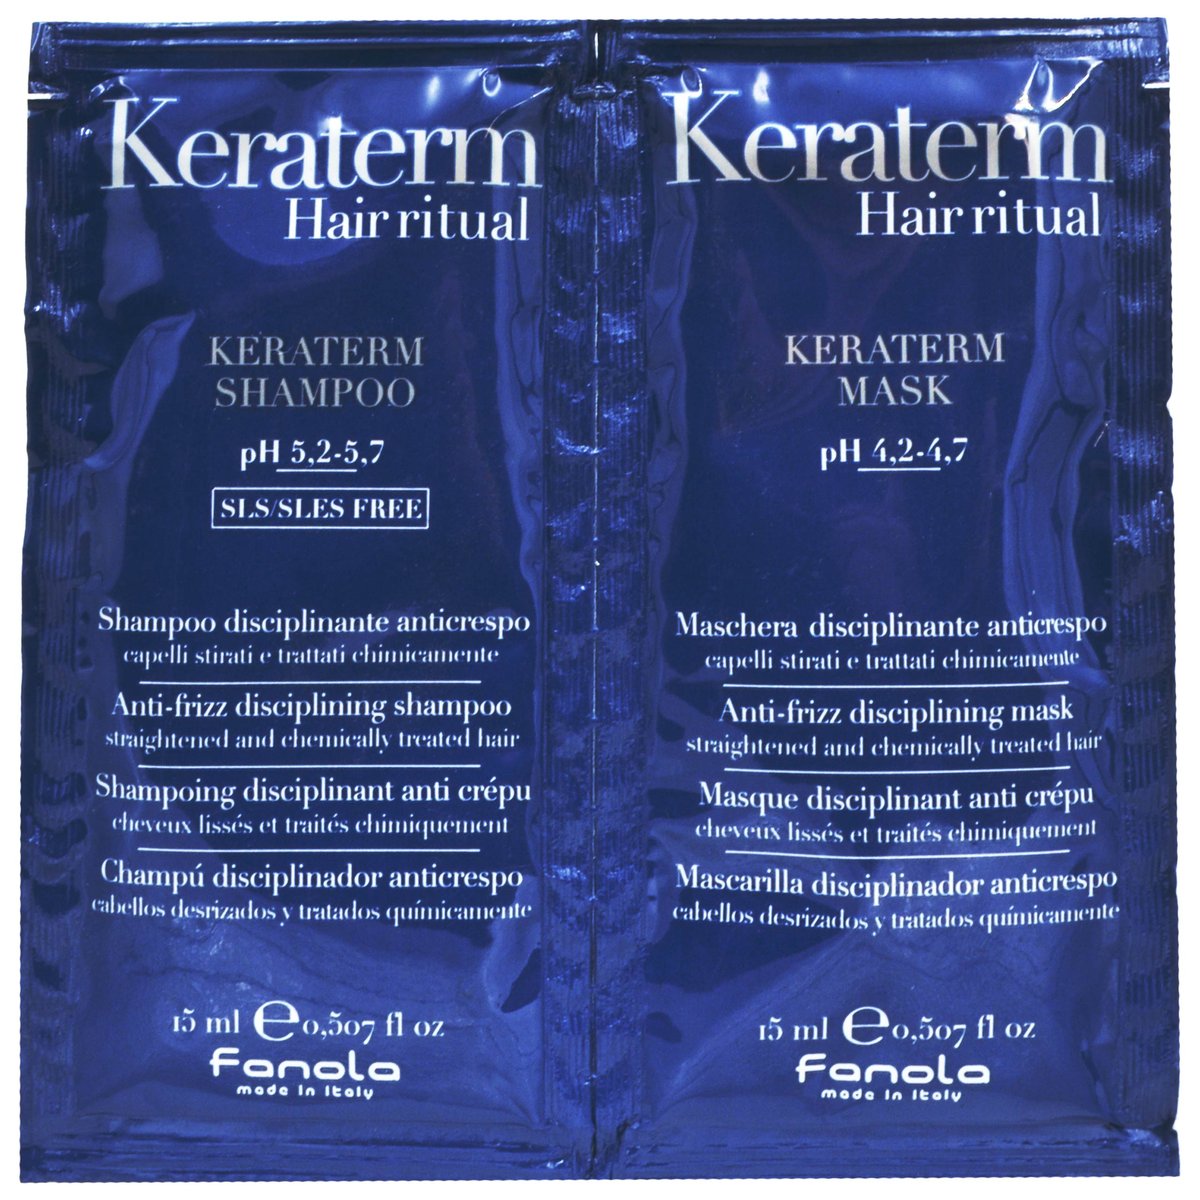 Keraterm
Hair ritual
KERATERM
SHAMPOO
pH 5,2-5,7
SLS/SLES FREE
Shampoo disciplinante anticrespo
capelli stirati e trattati chimicamente
Anti-frizz disciplining shampoo
straightened and chemically treated hair
Shampoing disciplinant anti crépu
cheveux lissés et traités chimiquement
Champú disciplinador anticrespo
cabellos desrizados y tratados químicamente
15 ml ℮ 0,507 fl oz
Fanola
made in Italy
Keraterm
Hair ritual
KERATERM
MASK
pH 4,2-4,7
Maschera disciplinante anticrespo
capelli stirati e trattati chimicamente
Anti-frizz disciplining mask
straightened and chemically treated hair
Masque disciplinant anti crépu
cheveux lissés et traités chimiquement
Mascarilla disciplinador anticrespo
cabellos desrizados y tratados químicamente
15 ml ℮ 0,507 fl oz
Fanola
made in Italy